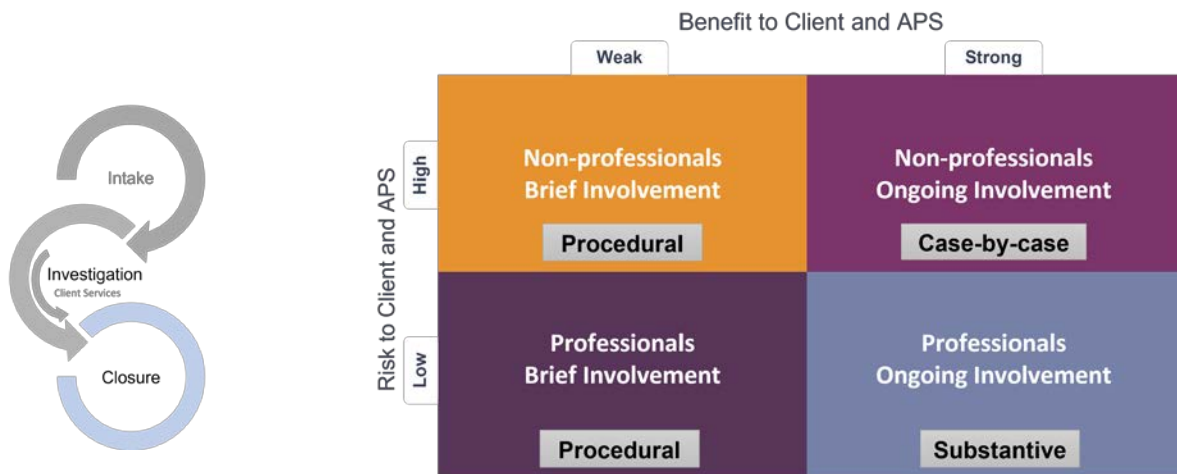 Intake
Investigation
Client Services
Closure
Benefit to Client and APS
Weak
Strong
Risk to Client and APS
High
Low
Non-professionals
Brief Involvement
Procedural
Non-professionals
Ongoing Involvement
Case-by-case
Professionals
Brief Involvement
Procedural
Professionals
Ongoing Involvement
Substantive